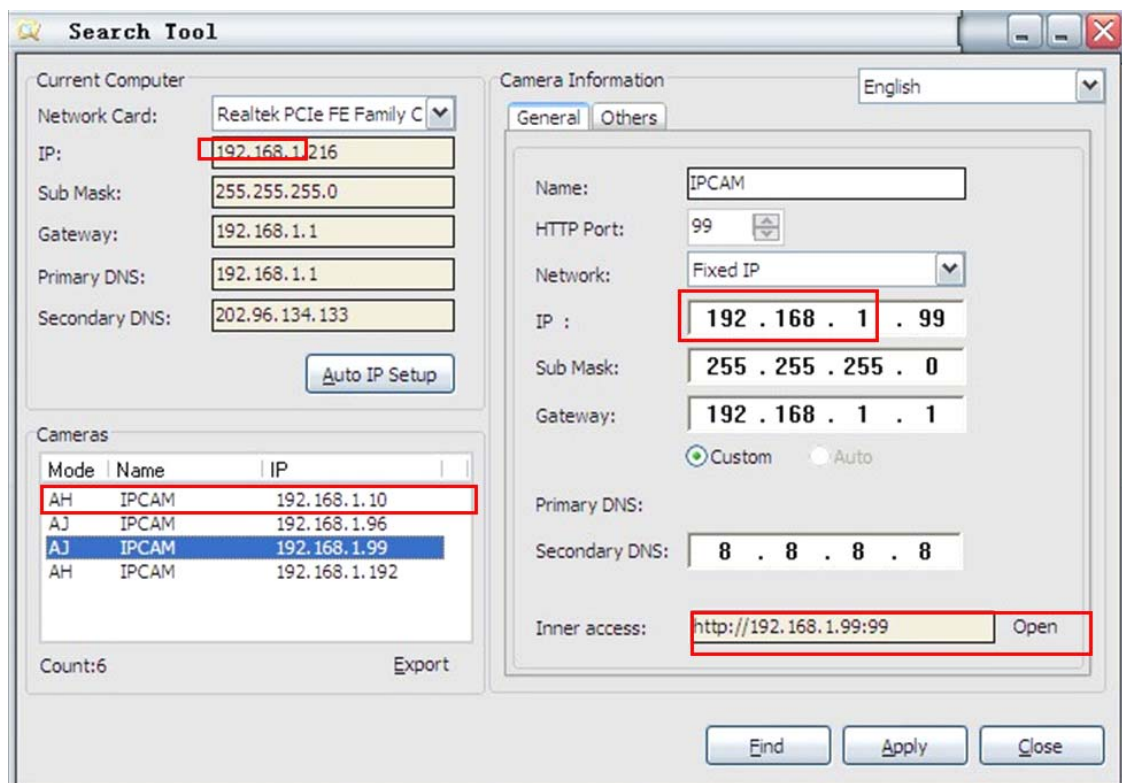 Search Tool
Current Computer
Network Card: Realtek PCIe FE Family C
IP: 192.168.1.216
Sub Mask: 255.255.255.0
Gateway: 192.168.1.1
Primary DNS: 192.168.1.1
Secondary DNS: 202.96.134.133
Auto IP Setup
Cameras
Mode Name IP
AH IPCAM 192.168.1.10
AJ IPCAM 192.168.1.96
AJ IPCAM 192.168.1.99
AH IPCAM 192.168.1.192
Count:6 Export
Camera Information English
General Others
Name: IPCAM
HTTP Port: 99
Network: Fixed IP
IP : 192 . 168 . 1 . 99
Sub Mask: 255 . 255 . 255 . 0
Gateway: 192 . 168 . 1 . 1
Custom Auto
Primary DNS:
Secondary DNS: 8 . 8 . 8 . 8
Inner access: http://192.168.1.99:99 Open
Find Apply Close